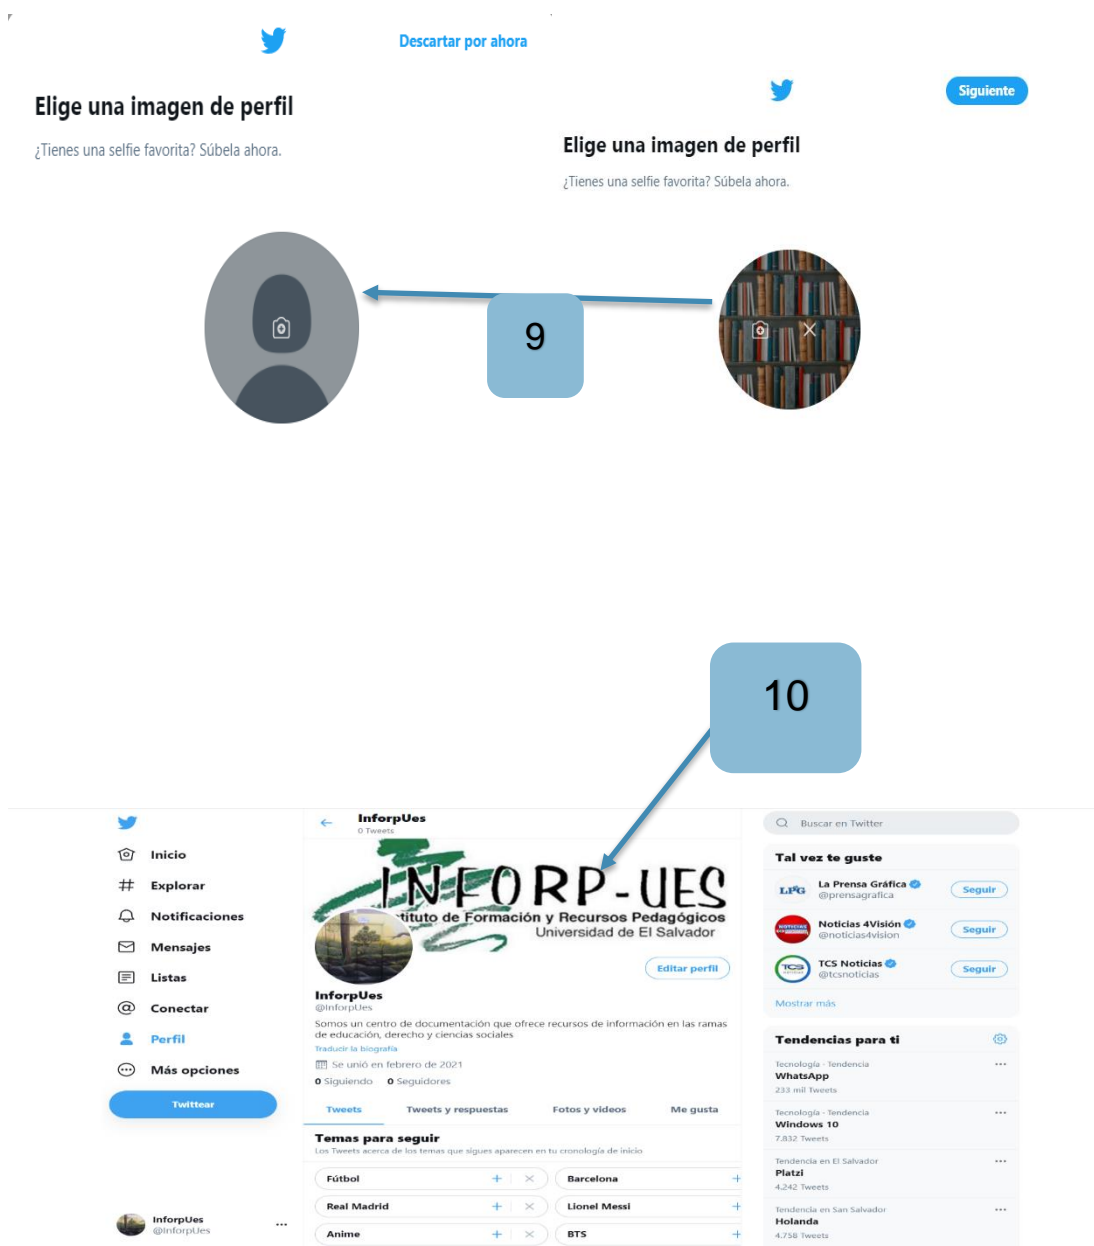 Descartar por ahora
Elige una imagen de perfil
¿Tienes una selfie favorita? Súbela ahora.
Siguiente
Elige una imagen de perfil
¿Tienes una selfie favorita? Súbela ahora.
9
10
Inicio
Explorar
Notificaciones
Mensajes
Listas
Conectar
Perfil
Más opciones
Twittear
InforpUes
@InforpUes
InforpUes
0 Tweets
INFORP-UES
tituto de Formación y Recursos Pedagógicos
Universidad de El Salvador
Editar perfil
InforpUes
@InforpUes
Somos un centro de documentación que ofrece recursos de información en las ramas
de educación, derecho y ciencias sociales
Traducir la biografía
Se unió en febrero de 2021
0 Siguiendo 0 Seguidores
Tweets Tweets y respuestas Fotos y videos Me gusta
Temas para seguir
Los Tweets acerca de los temas que sigues aparecen en tu cronología de inicio
Fútbol Barcelona
Real Madrid Lionel Messi
Anime BTS
Buscar en Twitter
Tal vez te guste
LPG
La Prensa Gráfica
@prensagrafica
Seguir
NOTICIAS
Noticias 4Visión
@noticias4vision
Seguir
TCS
NOTICIAS
TCS Noticias
@tcsnoticias
Seguir
Mostrar más
Tendencias para ti
Tecnología · Tendencia
WhatsApp
233 mil Tweets
Tecnología · Tendencia
Windows 10
7.832 Tweets
Tendencia en El Salvador
Platzi
4.242 Tweets
Tendencia en San Salvador
Holanda
4.758 Tweets